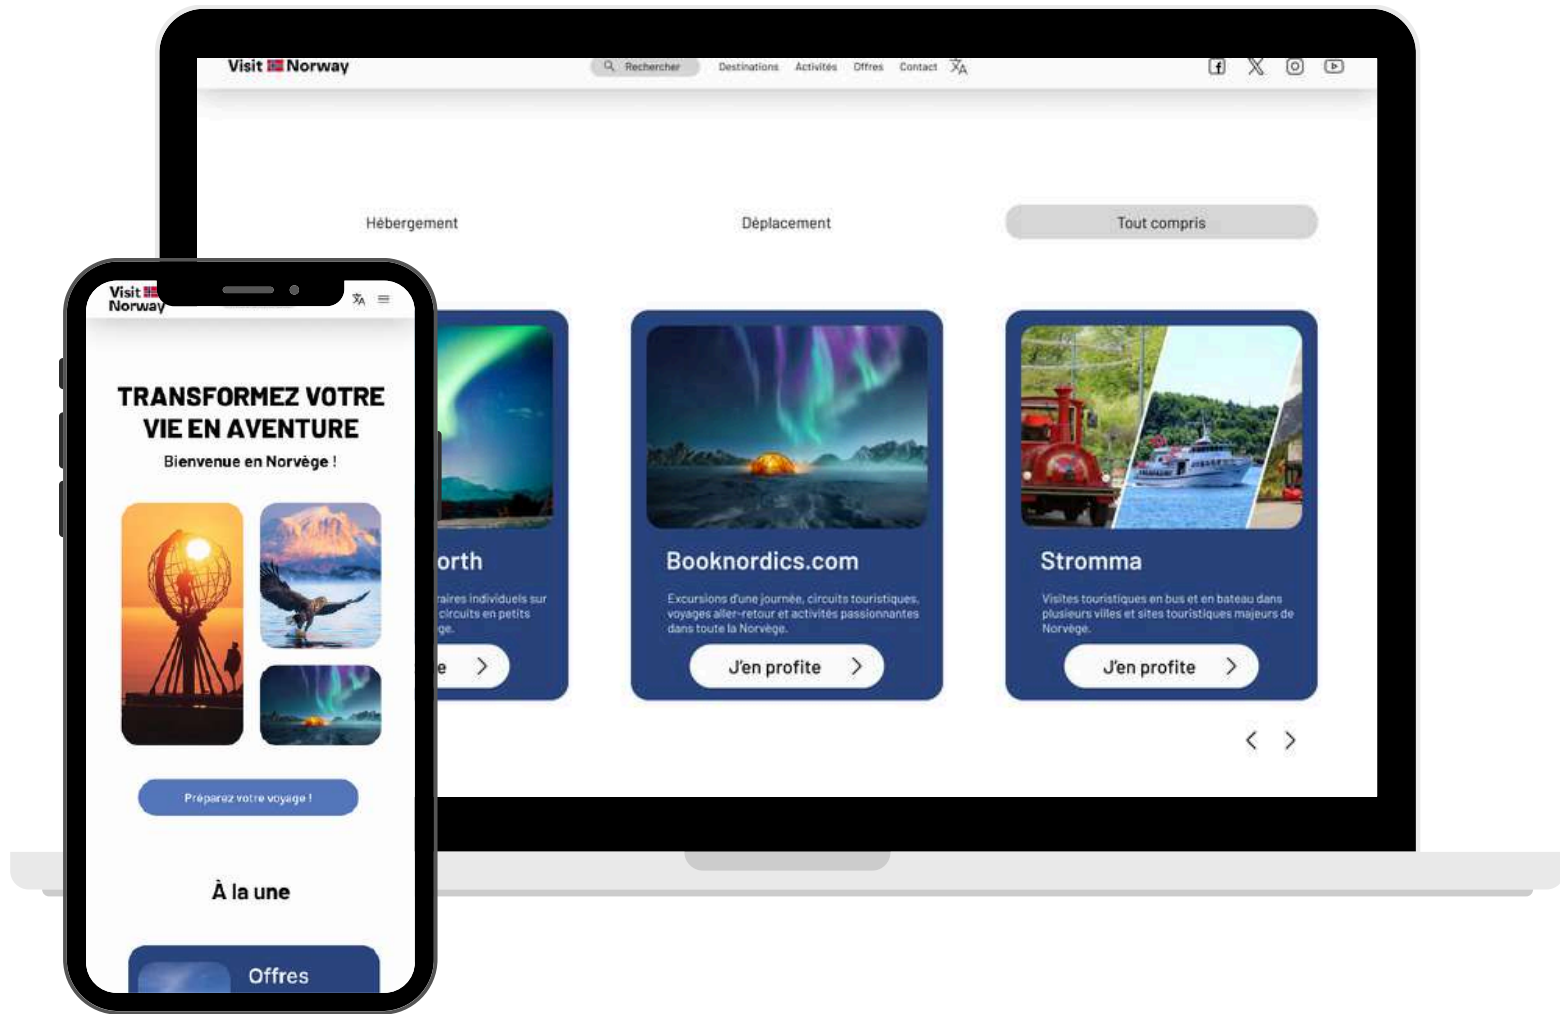 Visit Norway
Rechercher
Destinations
Activités
Offres
Contact
Hébergement
Déplacement
Tout compris
orth
raires individuels sur
circuits en petits
ge.
e
Booknordics.com
Excursions d'une journée, circuits touristiques,
voyages aller-retour et activités passionnantes
dans toute la Norvège.
J'en profite
Stromma
Visites touristiques en bus et en bateau dans
plusieurs villes et sites touristiques majeurs de
Norvège.
J'en profite
Visit
Norway
TRANSFORMEZ VOTRE
VIE EN AVENTURE
Bienvenue en Norvège !
Préparez votre voyage !
À la une
Offres